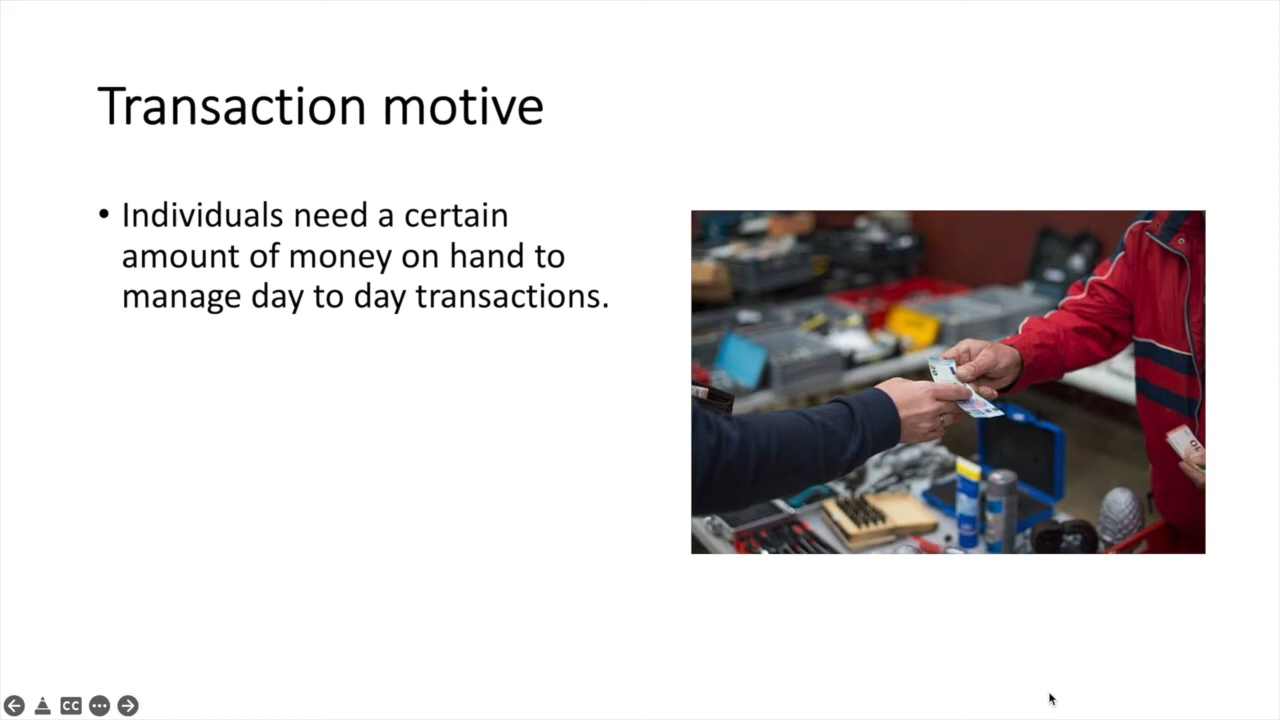 Transaction motive
• Individuals need a certain
amount of money on hand to
manage day to day transactions.
CC